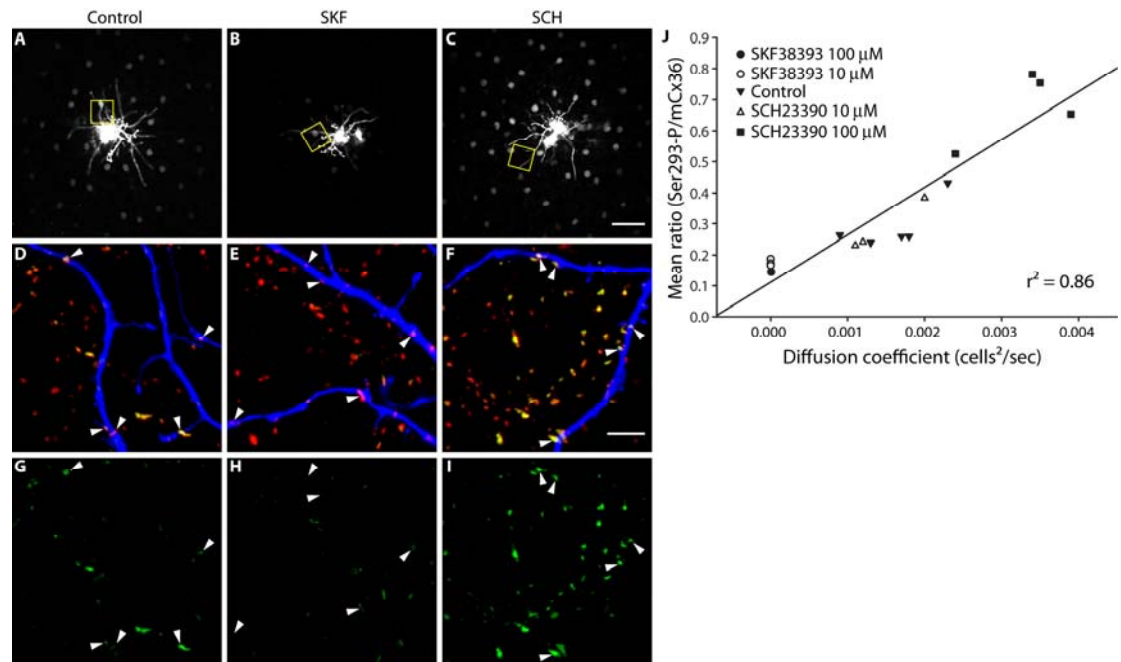 Control SKF SCH
A B C
D E F
G H I
J
Mean ratio (Ser293-P/mCx36)
0.9
0.8
0.7
0.6
0.5
0.4
0.3
0.2
0.1
0.0
SKF38393 100 μM
SKF38393 10 μM
Control
SCH23390 10 μM
SCH23390 100 μM
r² = 0.86
0.000 0.001 0.002 0.003 0.004
Diffusion coefficient (cells²/sec)